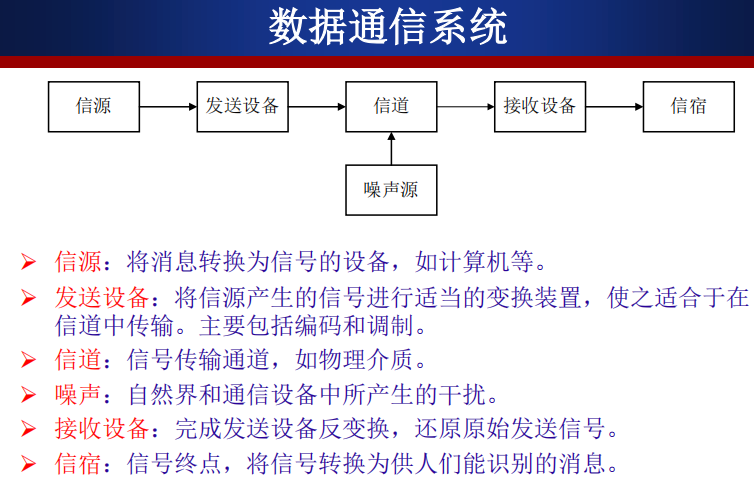 数据通信系统
信源 发送设备 信道 接收设备 信宿
噪声源
信源：将消息转换为信号的设备，如计算机等。
发送设备：将信源产生的信号进行适当的变换装置，使之适合于在
信道中传输。主要包括编码和调制。
信道：信号传输通道，如物理介质。
噪声：自然界和通信设备中所产生的干扰。
接收设备：完成发送设备反变换，还原原始发送信号。
信宿：信号终点，将信号转换为供人们能识别的消息。